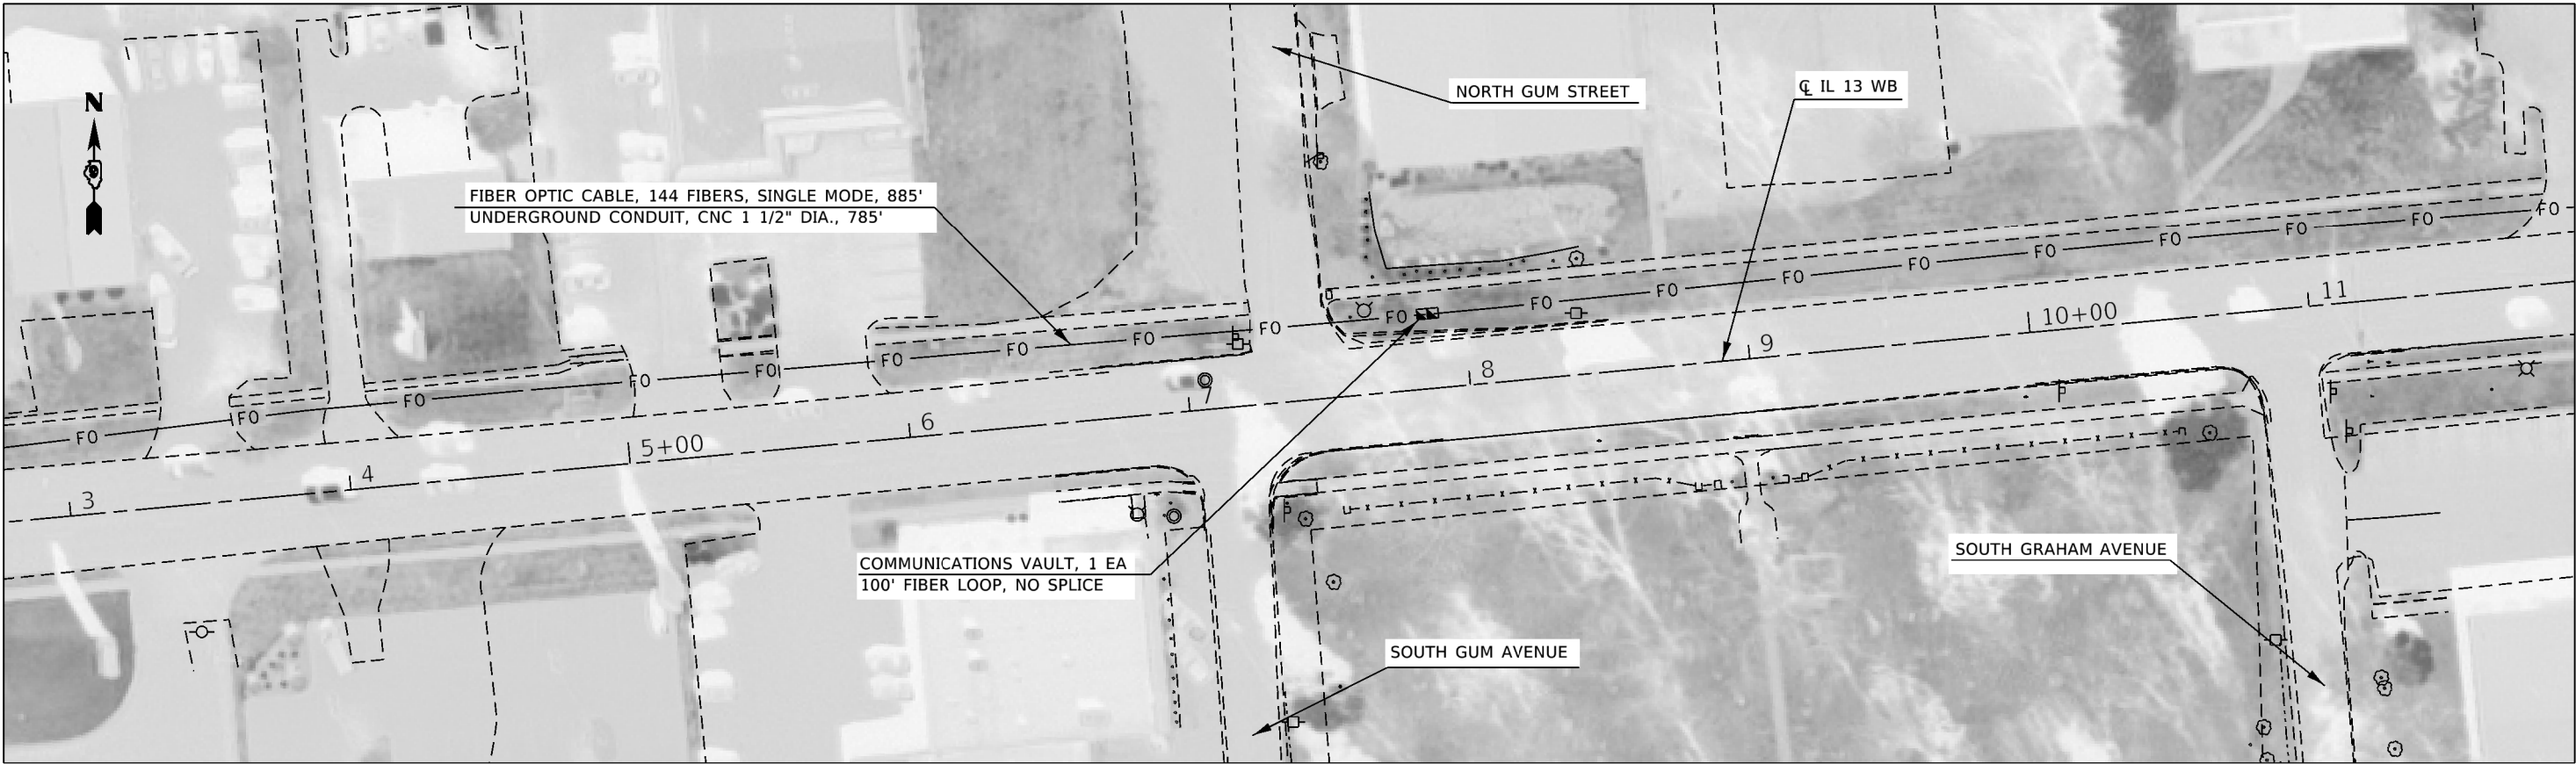 N
NORTH GUM STREET
℄ IL 13 WB
FIBER OPTIC CABLE, 144 FIBERS, SINGLE MODE, 885'
UNDERGROUND CONDUIT, CNC 1 1/2" DIA., 785'
FO FO FO FO FO FO FO FO FO FO FO FO FO FO FO FO FO FO FO FO
3
4
5+00
6
7
8
9
10+00
11
COMMUNICATIONS VAULT, 1 EA
100' FIBER LOOP, NO SPLICE
SOUTH GRAHAM AVENUE
SOUTH GUM AVENUE